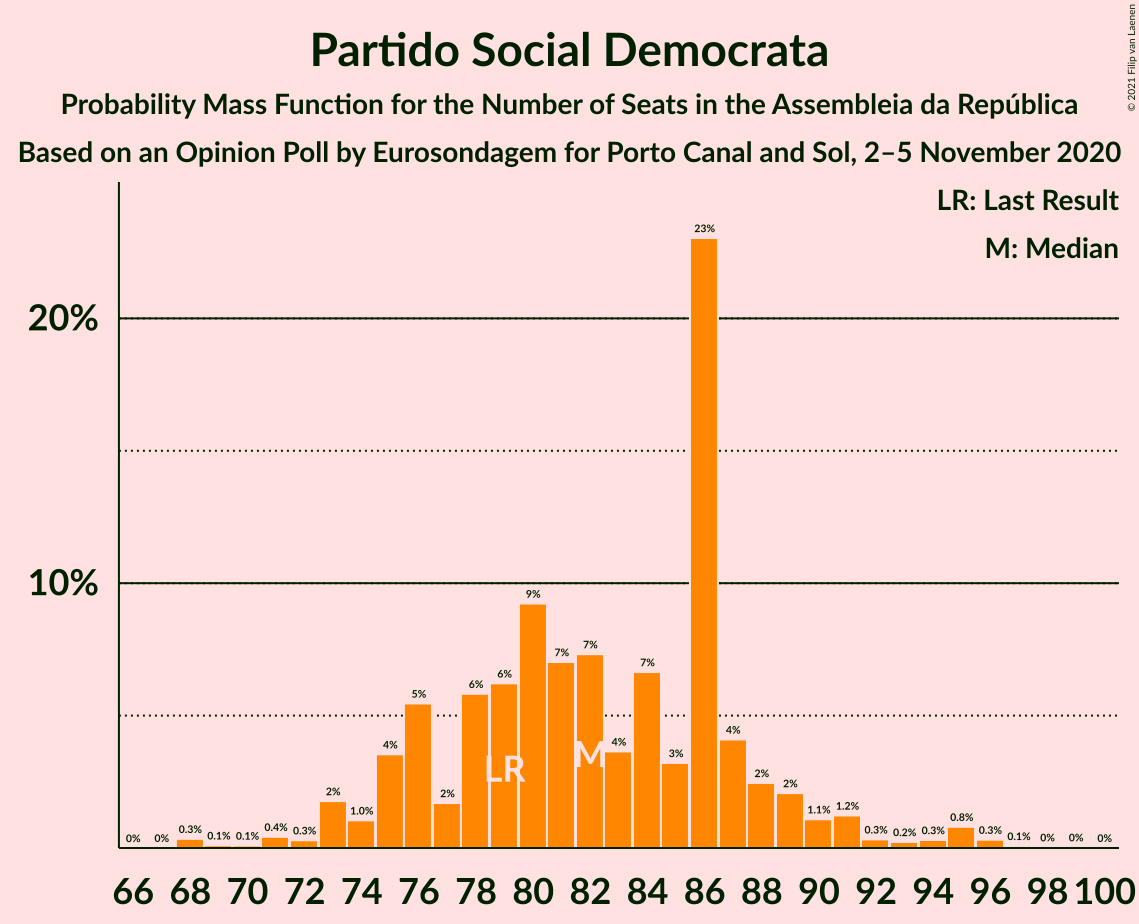 Partido Social Democrata
Probability Mass Function for the Number of Seats in the Assembleia da República
Based on an Opinion Poll by Eurosondagem for Porto Canal and Sol, 2–5 November 2020
© 2021 Filip van Laenen
LR: Last Result
M: Median
20%
10%
0% 0% 0.3% 0.1% 0.1% 0.4% 0.3% 2% 1.0% 4% 5% 2% 6% 6% 9% 7% 7% 4% 7% 3% 23% 4% 2% 2% 1.1% 1.2% 0.3% 0.2% 0.3% 0.8% 0.3% 0.1% 0% 0% 0%
LR M
66 68 70 72 74 76 78 80 82 84 86 88 90 92 94 96 98 100